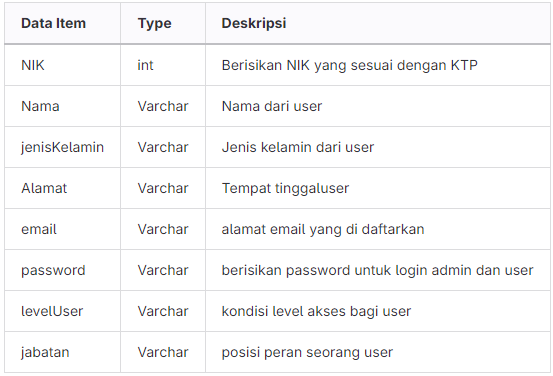 Data Item Type Deskripsi
NIK int Berisikan NIK yang sesuai dengan KTP
Nama Varchar Nama dari user
jenisKelamin Varchar Jenis kelamin dari user
Alamat Varchar Tempat tinggaluser
email Varchar alamat email yang di daftarkan
password Varchar berisikan password untuk login admin dan user
levelUser Varchar kondisi level akses bagi user
jabatan Varchar posisi peran seorang user